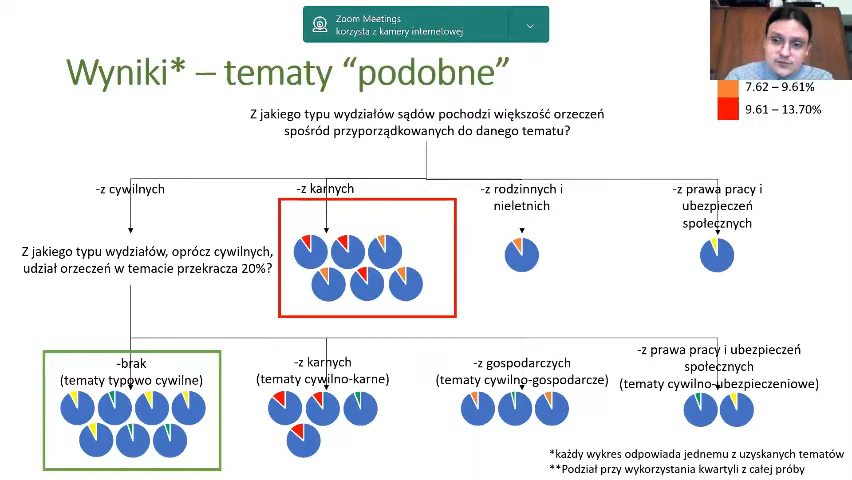 Zoom Meetings
korzysta z kamery internetowej
Wyniki* – tematy “podobne”
7.62 – 9.61%
9.61 – 13.70%
Z jakiego typu wydziałów sądów pochodzi większość orzeczeń
spośród przyporządkowanych do danego tematu?
-z cywilnych
-z karnych
-z rodzinnych i
nieletnich
-z prawa pracy i
ubezpieczeń
społecznych
Z jakiego typu wydziałów, oprócz cywilnych,
udział orzeczeń w temacie przekracza 20%?
-brak
(tematy typowo cywilne)
-z karnych
(tematy cywilno-karne)
-z gospodarczych
(tematy cywilno-gospodarcze)
-z prawa pracy i ubezpieczeń
społecznych
(tematy cywilno-ubezpieczeniowe)
*każdy wykres odpowiada jednemu z uzyskanych tematów
**Podział przy wykorzystania kwartyli z całej próby